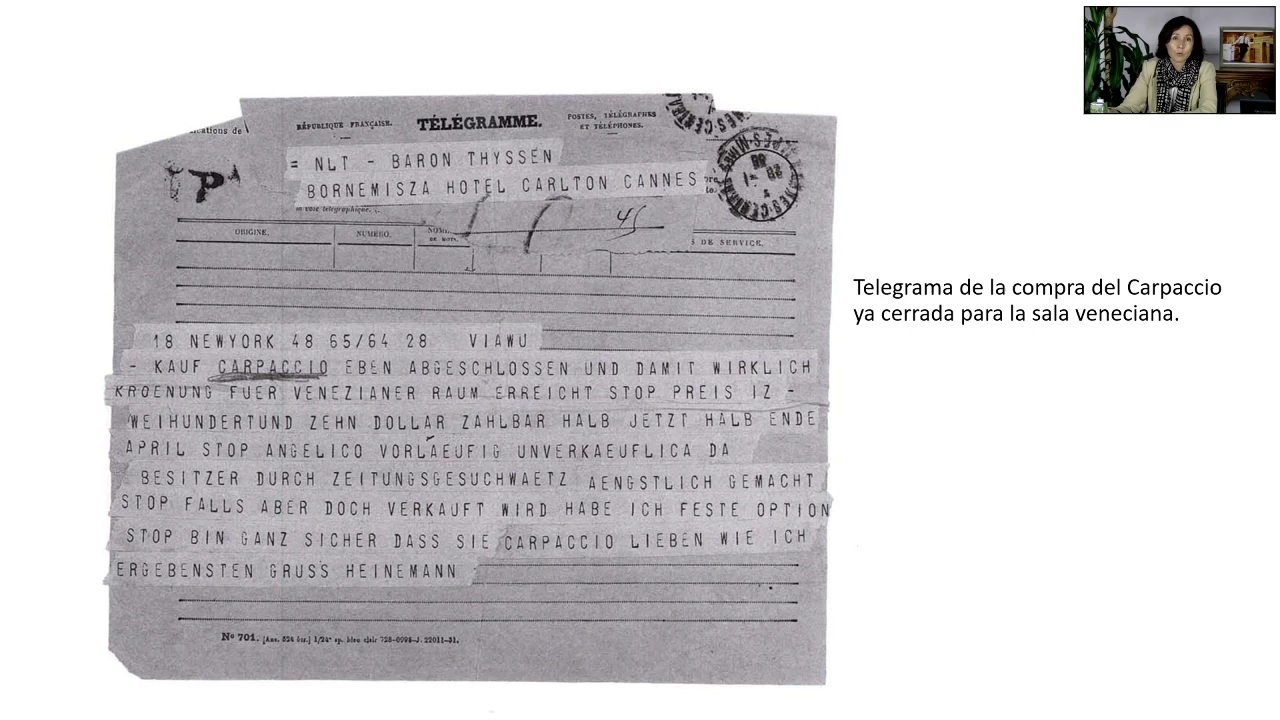 RÉPUBLIQUE FRANÇAISE.
TÉLÉGRAMME.
POSTES, TÉLÉGRAPHES
ET TÉLÉPHONES.
= NLT - BARON THYSSEN
BORNEMISZA HOTEL CARLTON CANNES
45
ORIGINE.
NUMÉRO.
DE SERVICE.
18 NEWYORK 48 65/64 28 VIAWU
- KAUF CARPACCIO EBEN ABGESCHLOSSEN UND DAMIT WIRKLICH
KROENUNG FUER VENEZIANER RAUM ERREICHT STOP PREIS IZ -
WEIHUNDERTUND ZEHN DOLLAR ZAHLBAR HALB JETZT HALB ENDE
APRIL STOP ANGELICO VORLAEUFIG UNVERKAEUFLICA DA
BESITZER DURCH ZEITUNGSGESUCHWAETZ AENGSTLICH GEMACHT
STOP FALLS ABER DOCH VERKAUFT WIRD HABE ICH FESTE OPTION
STOP BIN GANZ SICHER DASS SIE CARPACCIO LIEBEN WIE ICH
ERGEBENSTEN GRUSS HEINEMANN
Nº 701.
Telegrama de la compra del Carpaccio
ya cerrada para la sala veneciana.